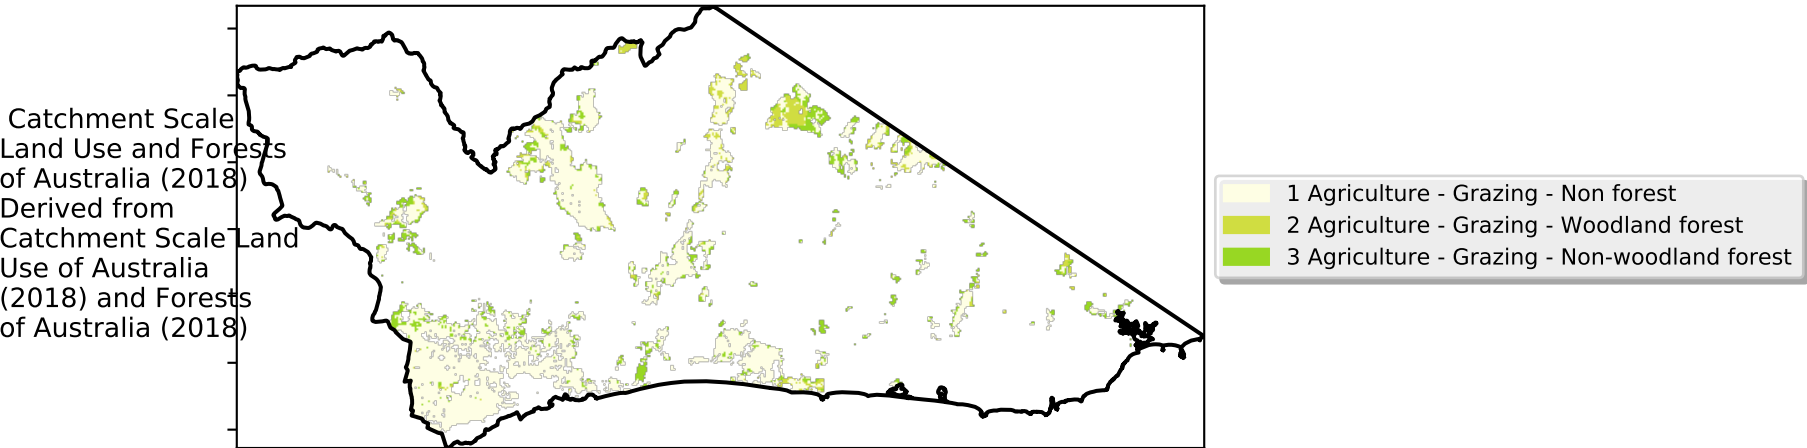 Catchment Scale
Land Use and Forests
of Australia (2018)
Derived from
Catchment Scale Land
Use of Australia
(2018) and Forests
of Australia (2018)
1 Agriculture - Grazing - Non forest
2 Agriculture - Grazing - Woodland forest
3 Agriculture - Grazing - Non-woodland forest